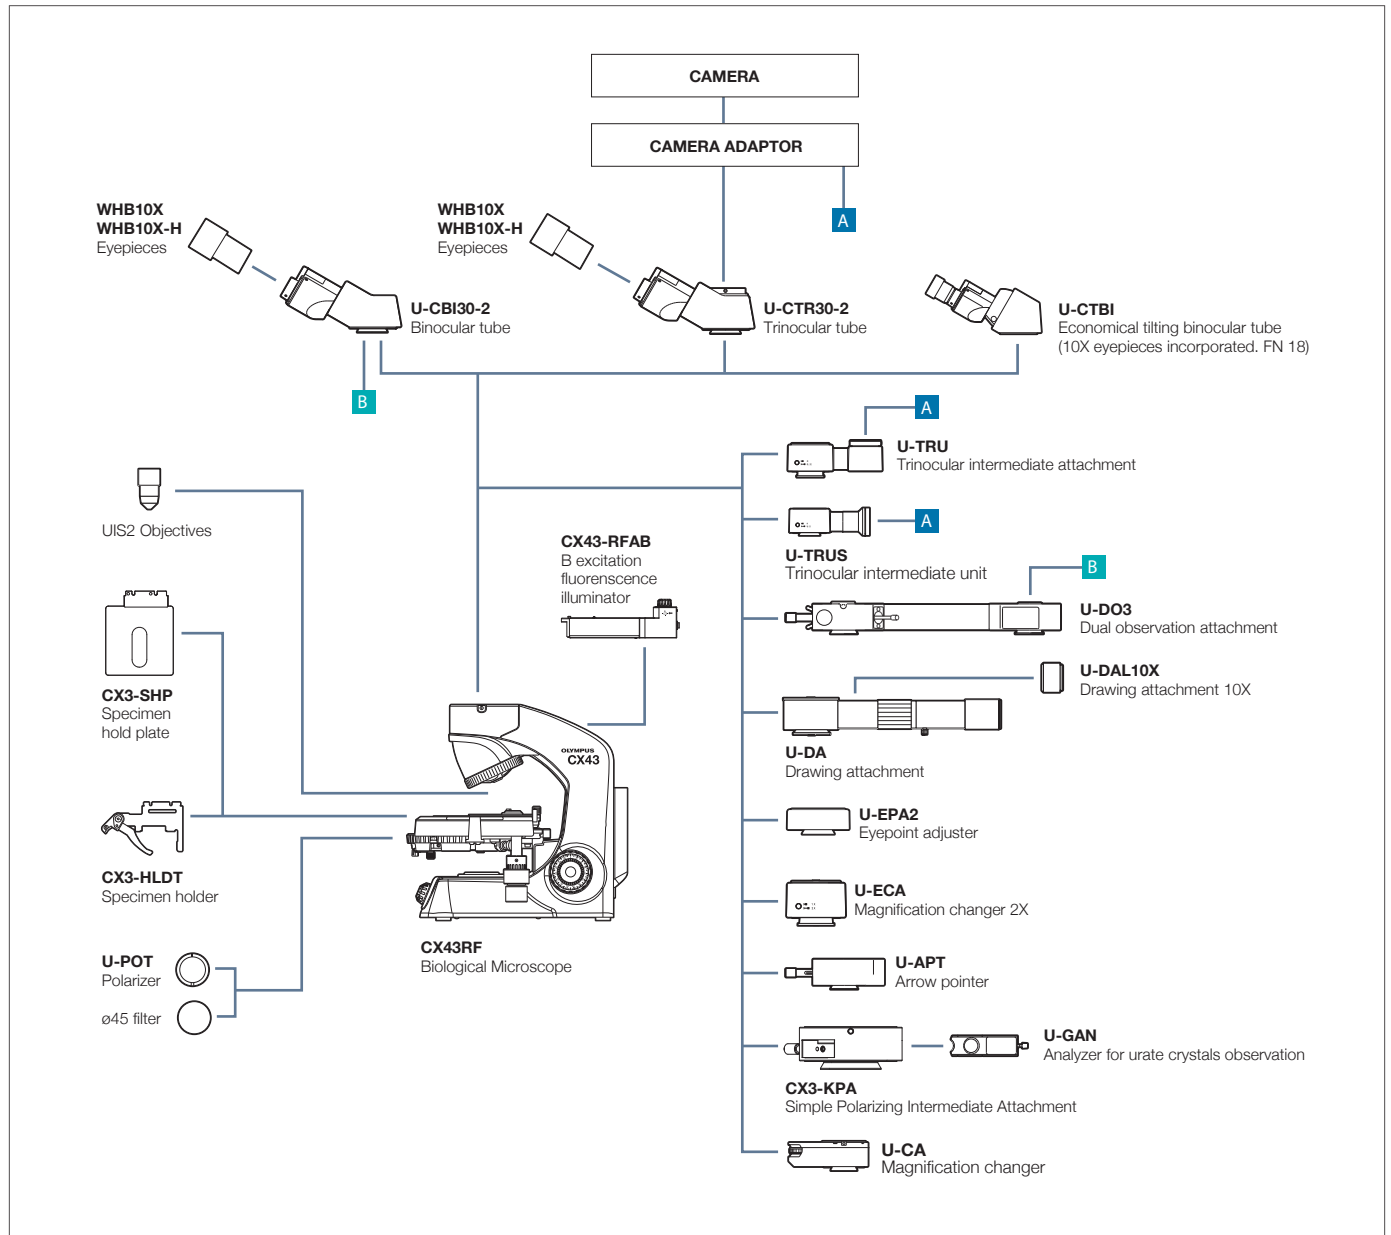 CAMERA
CAMERA ADAPTOR
A
WHB10X
WHB10X-H
Eyepieces
WHB10X
WHB10X-H
Eyepieces
U-CBI30-2
Binocular tube
U-CTR30-2
Trinocular tube
U-CTBI
Economical tilting binocular tube
(10X eyepieces incorporated. FN 18)
B
A
U-TRU
Trinocular intermediate attachment
UIS2 Objectives
A
U-TRUS
Trinocular intermediate unit
CX43-RFAB
B excitation
fluorenscence
illuminator
B
U-DO3
Dual observation attachment
U-DAL10X
Drawing attachment 10X
CX3-SHP
Specimen
hold plate
OLYMPUS
CX43
U-DA
Drawing attachment
U-EPA2
Eyepoint adjuster
CX3-HLDT
Specimen holder
U-ECA
Magnification changer 2X
CX43RF
Biological Microscope
U-POT
Polarizer
ø45 filter
U-APT
Arrow pointer
U-GAN
Analyzer for urate crystals observation
CX3-KPA
Simple Polarizing Intermediate Attachment
U-CA
Magnification changer